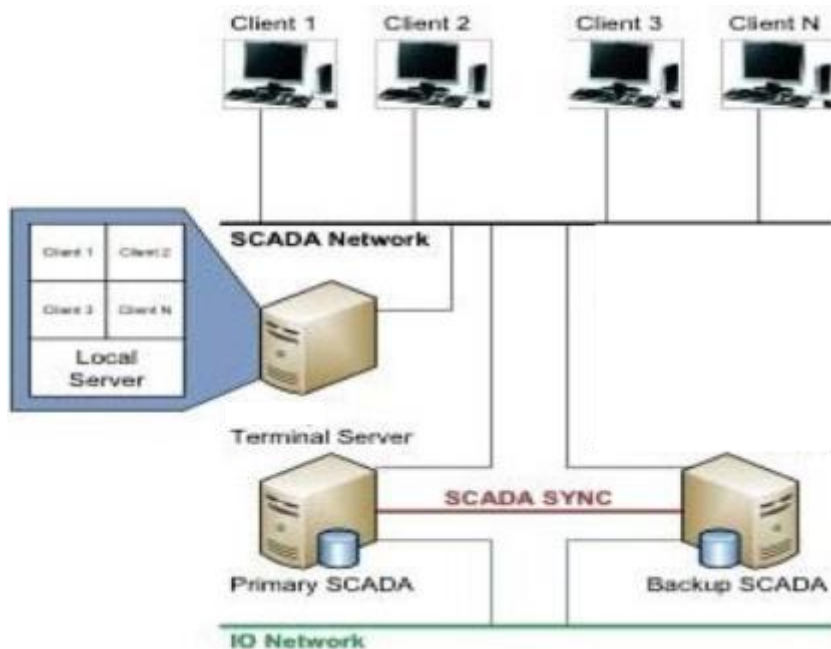 Client 1
Client 2
Client 3
Client N
SCADA Network
Client 1
Client 2
Client 3
Client N
Local
Server
Terminal Server
SCADA SYNC
Primary SCADA
Backup SCADA
IO Network